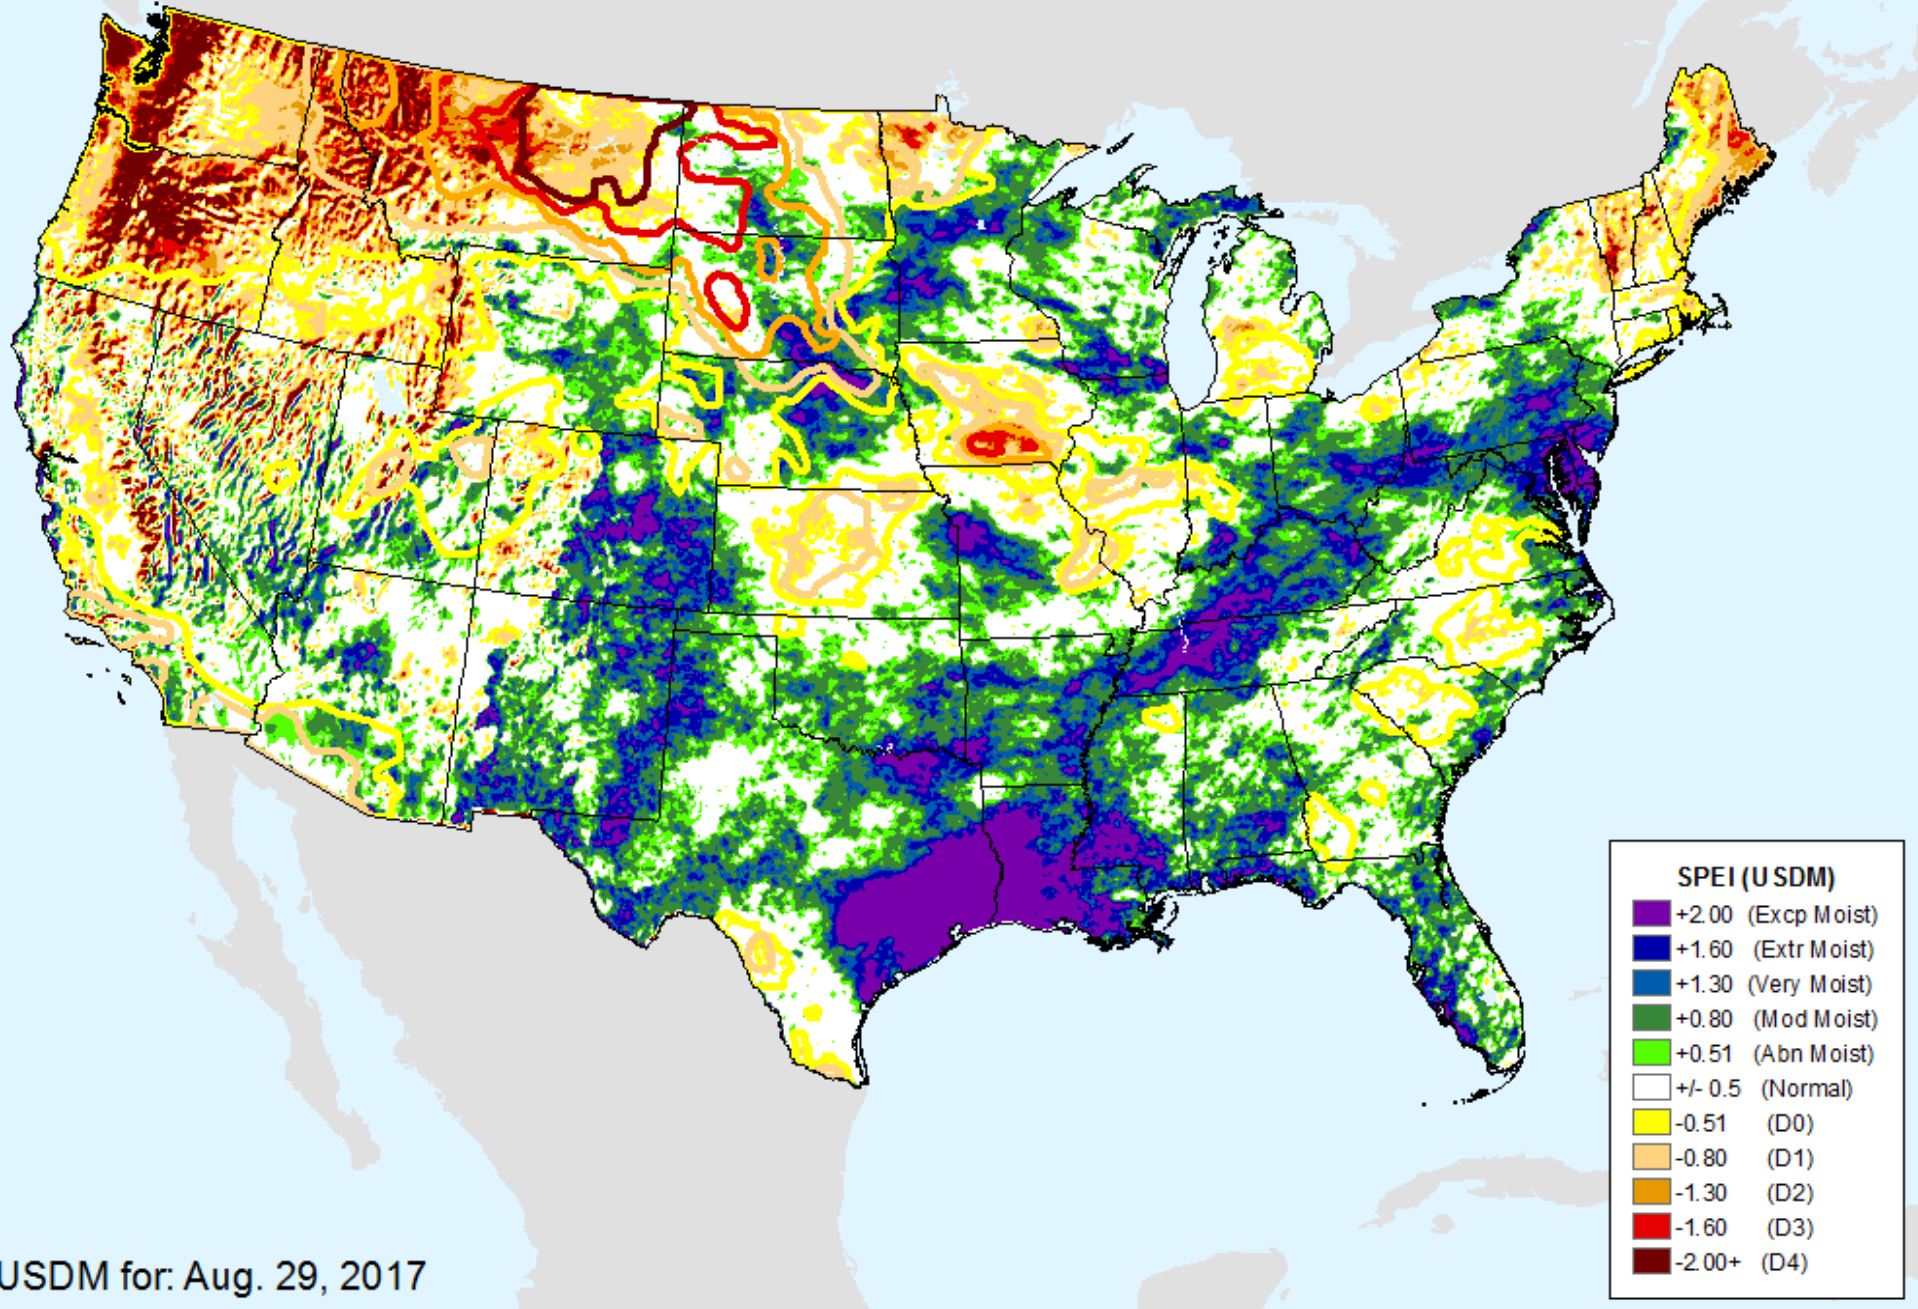 SPEI (USDM)
+2.00 (Excp Moist)
+1.60 (Extr Moist)
+1.30 (Very Moist)
+0.80 (Mod Moist)
+0.51 (Abn Moist)
+/- 0.5 (Normal)
-0.51 (D0)
-0.80 (D1)
-1.30 (D2)
-1.60 (D3)
-2.00+ (D4)
USDM for: Aug. 29, 2017